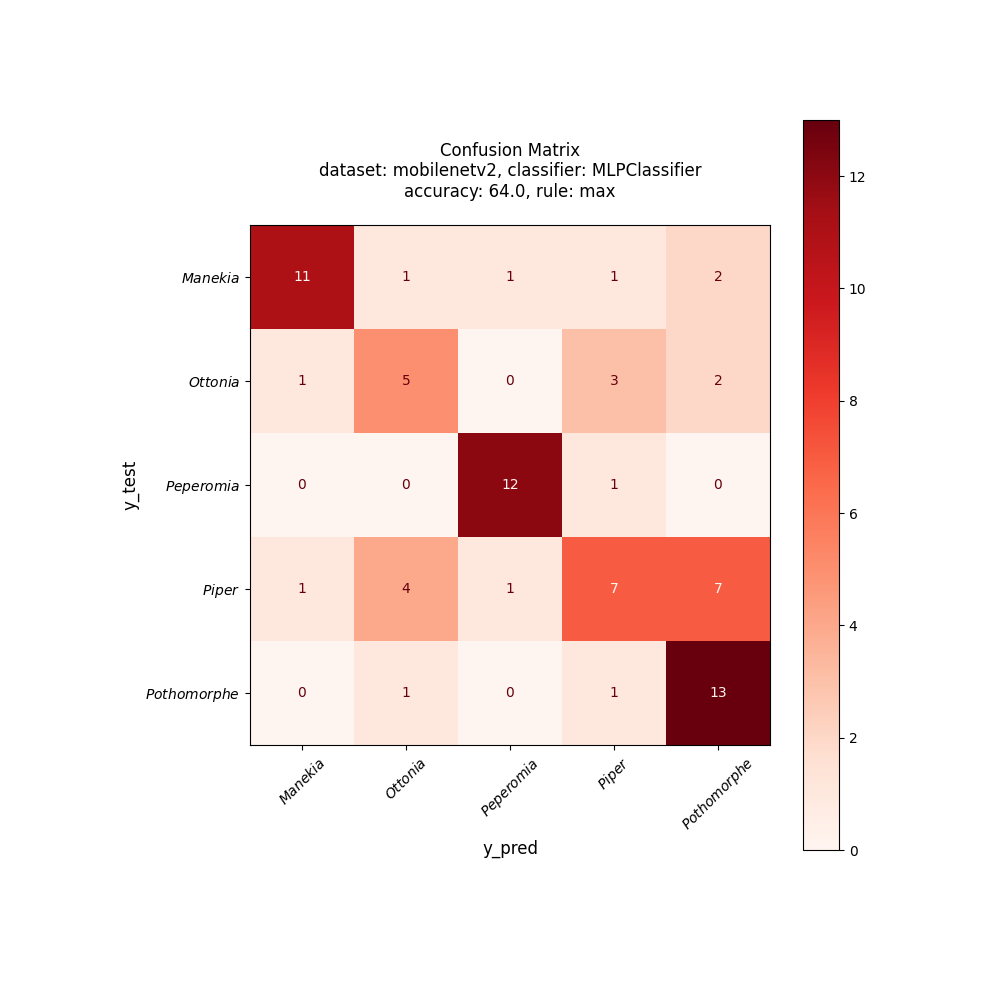 Confusion Matrix
dataset: mobilenetv2, classifier: MLPClassifier
accuracy: 64.0, rule: max
Manekia 11 1 1 1 2
Ottonia 1 5 0 3 2
Peperomia 0 0 12 1 0
Piper 1 4 1 7 7
Pothomorphe 0 1 0 1 13
y_test
Manekia Ottonia Peperomia Piper Pothomorphe
y_pred
12
10
8
6
4
2
0